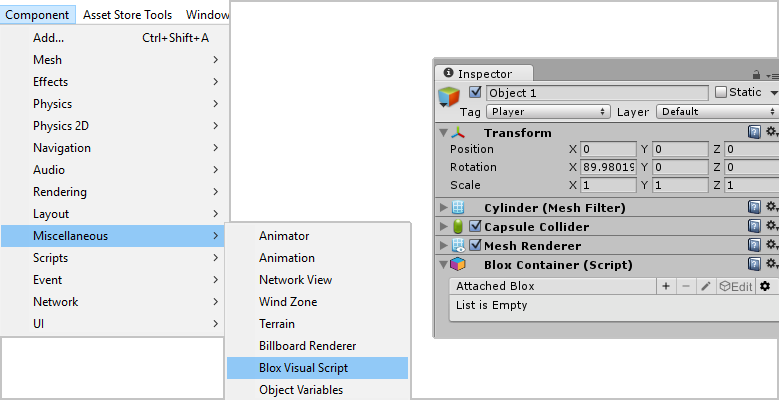 Component Asset Store Tools Window
Add... Ctrl+Shift+A
Mesh
Effects
Physics
Physics 2D
Navigation
Audio
Rendering
Layout
Miscellaneous
Scripts
Event
Network
UI
Animator
Animation
Network View
Wind Zone
Terrain
Billboard Renderer
Blox Visual Script
Object Variables
Inspector
Object 1 Static
Tag Player Layer Default
Transform
Position X 0 Y 0 Z 0
Rotation X 89.98019 Y 0 Z 0
Scale X 1 Y 1 Z 1
Cylinder (Mesh Filter)
Capsule Collider
Mesh Renderer
Blox Container (Script)
Attached Blox + − Edit
List is Empty